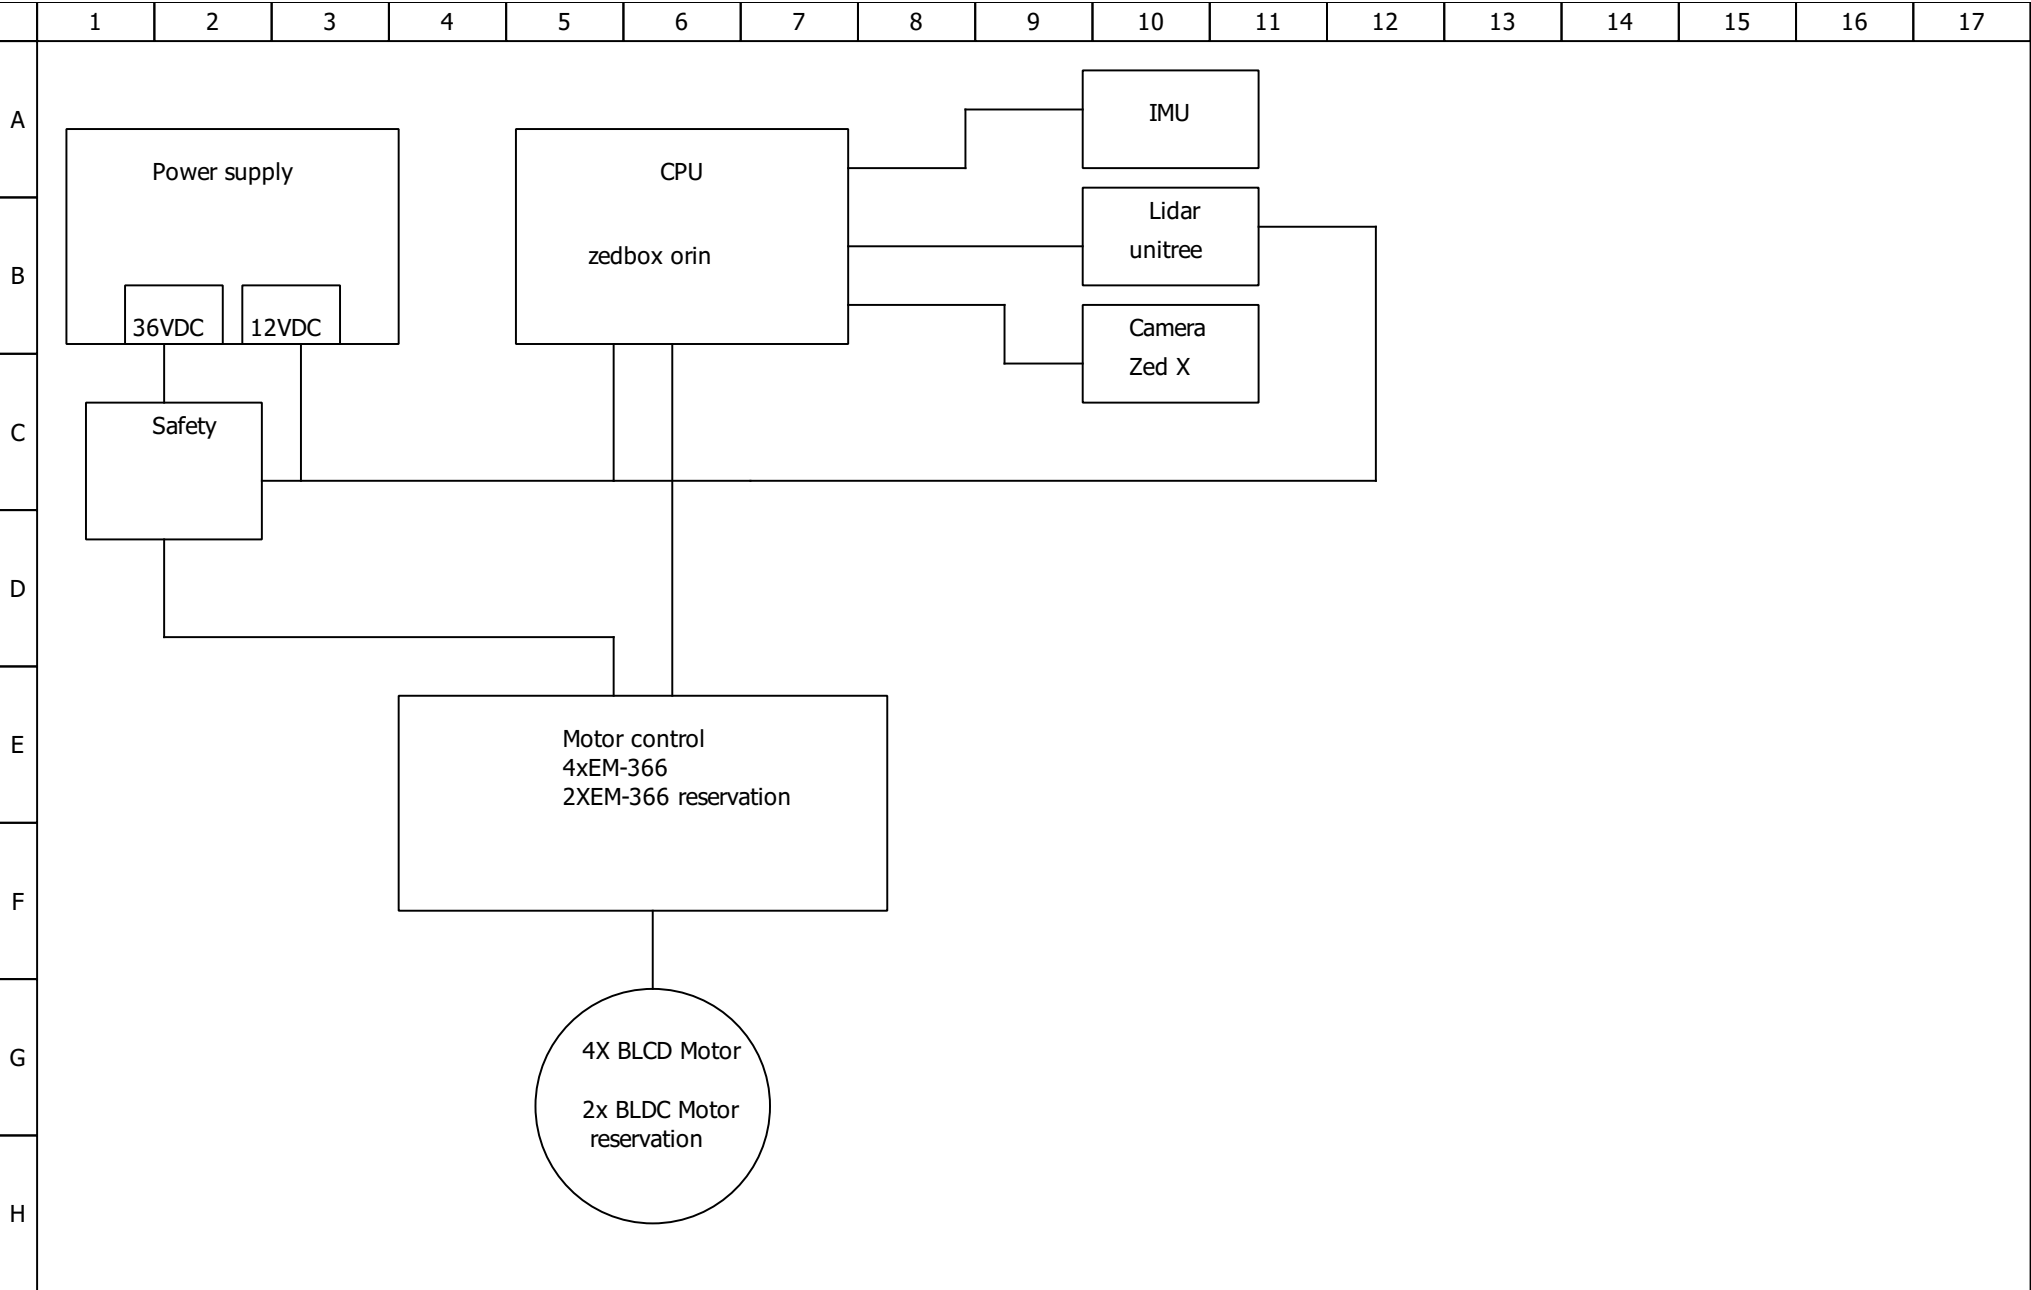 1 2 3 4 5 6 7 8 9 10 11 12 13 14 15 16 17
A
B
C
D
E
F
G
H
Power supply
36VDC 12VDC
CPU
zedbox orin
IMU
Lidar
unitree
Camera
Zed X
Safety
Motor control
4xEM-366
2XEM-366 reservation
4X BLCD Motor
2x BLDC Motor
reservation